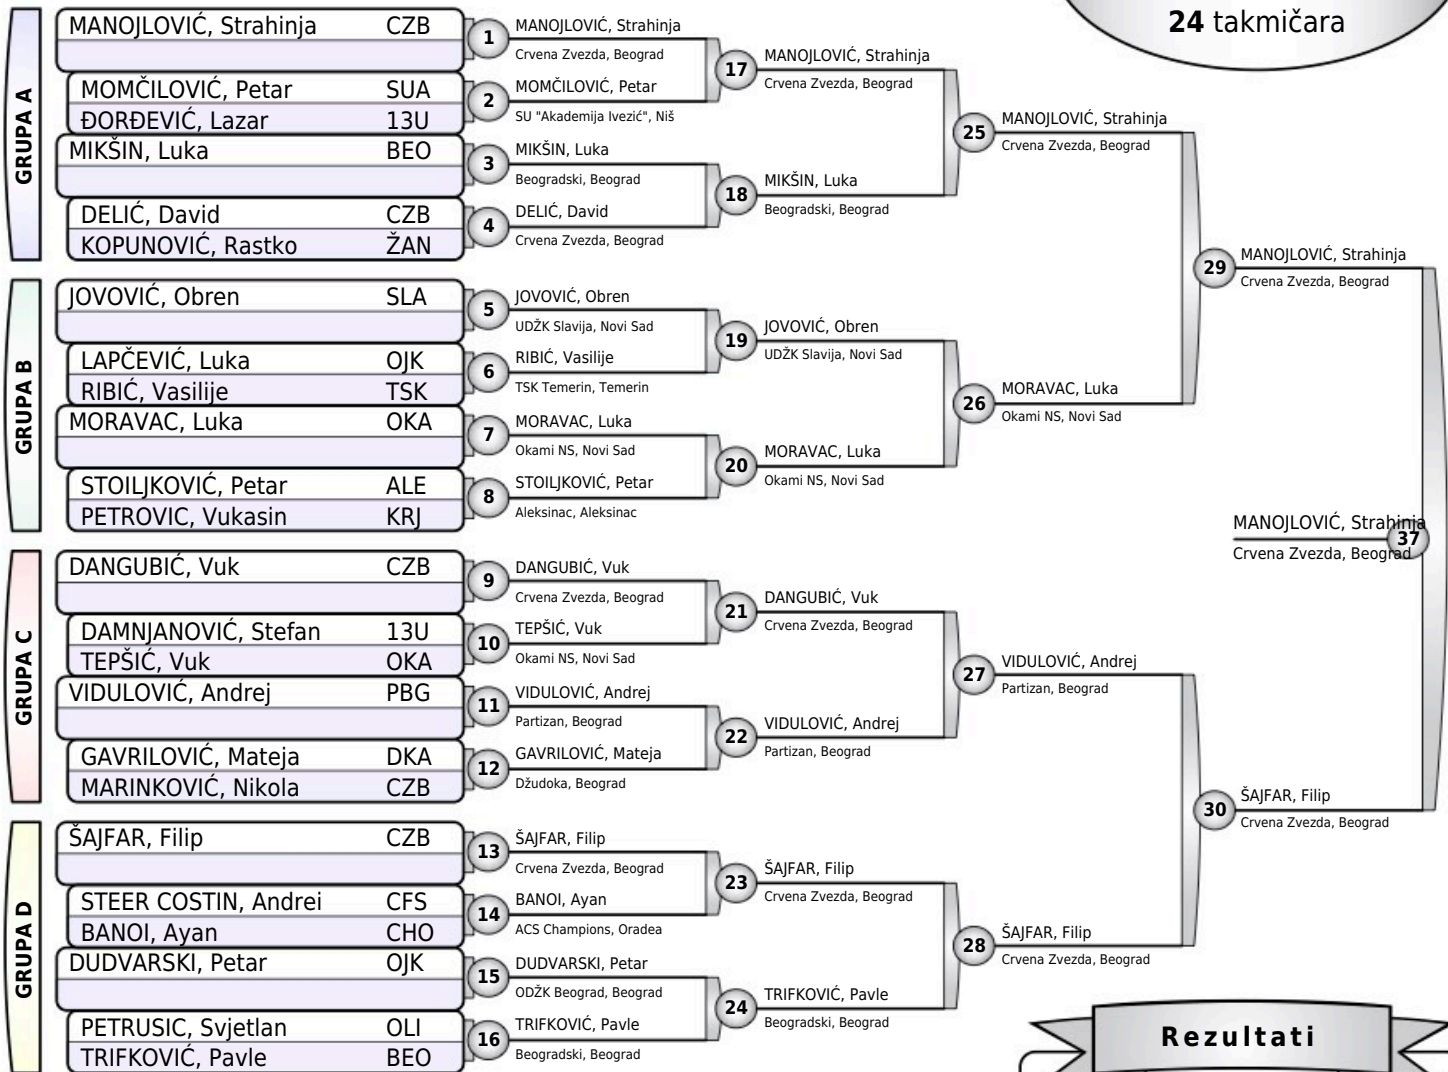 24 takmičara
GRUPA A
MANOJLOVIĆ, Strahinja CZB
MOMČILOVIĆ, Petar SUA
ĐORĐEVIĆ, Lazar 13U
MIKŠIN, Luka BEO
DELIĆ, David CZB
KOPUNOVIĆ, Rastko ŽAN
GRUPA B
JOVOVIĆ, Obren SLA
LAPČEVIĆ, Luka OJK
RIBIĆ, Vasilije TSK
MORAVAC, Luka OKA
STOILJKOVIĆ, Petar ALE
PETROVIC, Vukasin KRJ
GRUPA C
DANGUBIĆ, Vuk CZB
DAMNJANOVIĆ, Stefan 13U
TEPŠIĆ, Vuk OKA
VIDULOVIĆ, Andrej PBG
GAVRILOVIĆ, Mateja DKA
MARINKOVIĆ, Nikola CZB
GRUPA D
ŠAJFAR, Filip CZB
STEER COSTIN, Andrei CFS
BANOI, Ayan CHO
DUDVARSKI, Petar OJK
PETRUSIC, Svjetlan OLI
TRIFKOVIĆ, Pavle BEO
1 MANOJLOVIĆ, Strahinja
Crvena Zvezda, Beograd
2 MOMČILOVIĆ, Petar
SU "Akademija Ivezić", Niš
3 MIKŠIN, Luka
Beogradski, Beograd
4 DELIĆ, David
Crvena Zvezda, Beograd
5 JOVOVIĆ, Obren
UDŽK Slavija, Novi Sad
6 RIBIĆ, Vasilije
TSK Temerin, Temerin
7 MORAVAC, Luka
Okami NS, Novi Sad
8 STOILJKOVIĆ, Petar
Aleksinac, Aleksinac
9 DANGUBIĆ, Vuk
Crvena Zvezda, Beograd
10 TEPŠIĆ, Vuk
Okami NS, Novi Sad
11 VIDULOVIĆ, Andrej
Partizan, Beograd
12 GAVRILOVIĆ, Mateja
Džudoka, Beograd
13 ŠAJFAR, Filip
Crvena Zvezda, Beograd
14 BANOI, Ayan
ACS Champions, Oradea
15 DUDVARSKI, Petar
ODŽK Beograd, Beograd
16 TRIFKOVIĆ, Pavle
Beogradski, Beograd
17 MANOJLOVIĆ, Strahinja
Crvena Zvezda, Beograd
18 MIKŠIN, Luka
Beogradski, Beograd
19 JOVOVIĆ, Obren
UDŽK Slavija, Novi Sad
20 MORAVAC, Luka
Okami NS, Novi Sad
21 DANGUBIĆ, Vuk
Crvena Zvezda, Beograd
22 VIDULOVIĆ, Andrej
Partizan, Beograd
23 ŠAJFAR, Filip
Crvena Zvezda, Beograd
24 TRIFKOVIĆ, Pavle
Beogradski, Beograd
25 MANOJLOVIĆ, Strahinja
Crvena Zvezda, Beograd
26 MORAVAC, Luka
Okami NS, Novi Sad
27 VIDULOVIĆ, Andrej
Partizan, Beograd
28 ŠAJFAR, Filip
Crvena Zvezda, Beograd
29 MANOJLOVIĆ, Strahinja
Crvena Zvezda, Beograd
30 ŠAJFAR, Filip
Crvena Zvezda, Beograd
MANOJLOVIĆ, Strahinja
37
Crvena Zvezda, Beograd
Rezultati